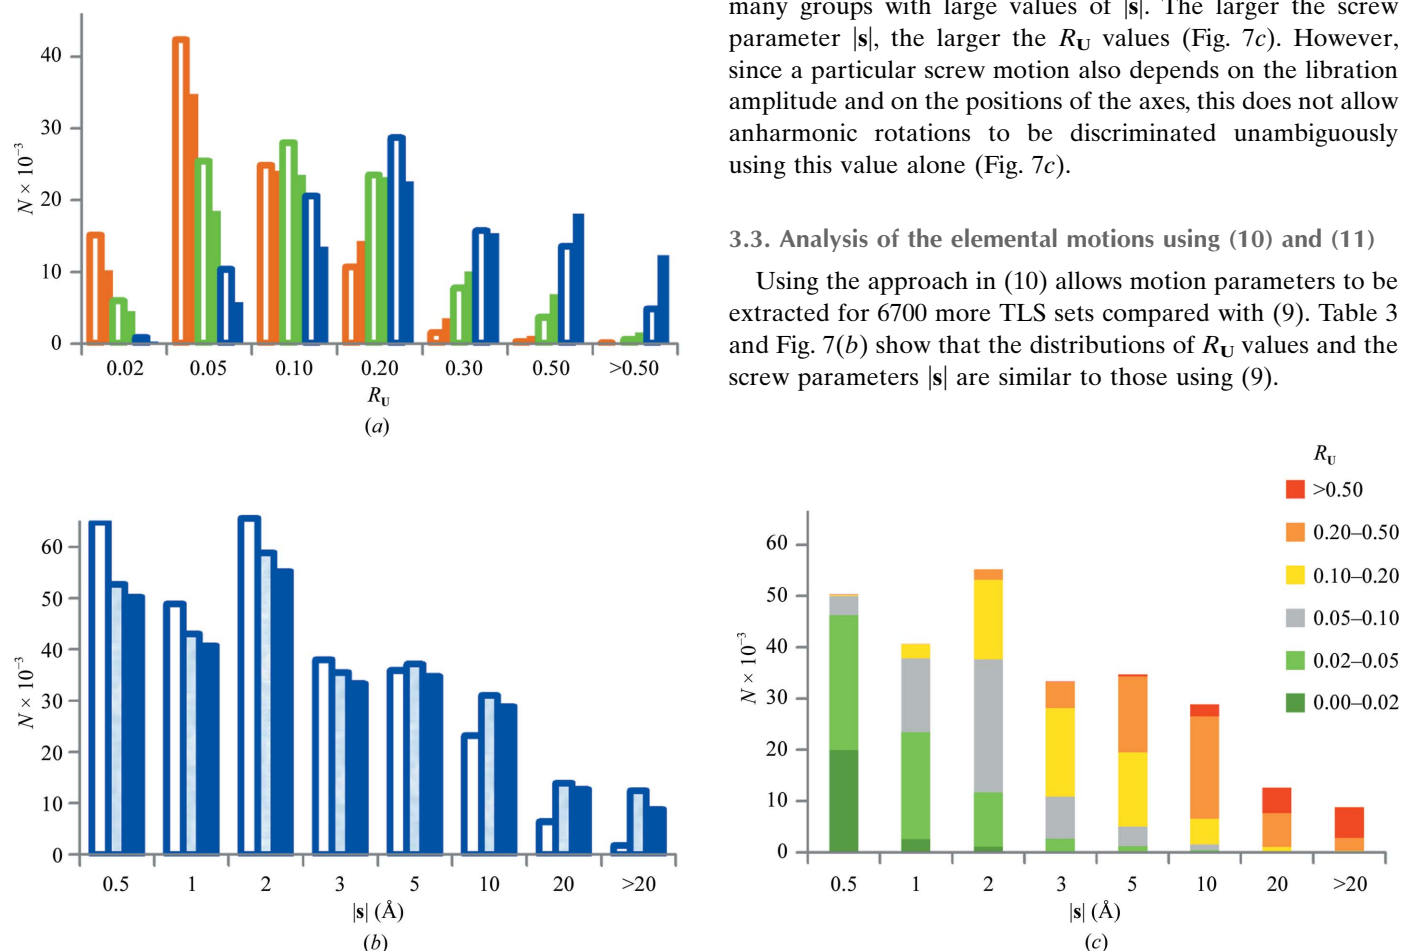 40
30
20
10
0
N × 10⁻³
0.02 0.05 0.10 0.20 0.30 0.50 >0.50
R_U
(a)
60
50
40
30
20
10
0
N × 10⁻³
0.5 1 2 3 5 10 20 >20
|s| (Å)
(b)
many groups with large values of |s|. The larger the screw
parameter |s|, the larger the R_U values (Fig. 7c). However,
since a particular screw motion also depends on the libration
amplitude and on the positions of the axes, this does not allow
anharmonic rotations to be discriminated unambiguously
using this value alone (Fig. 7c).
3.3. Analysis of the elemental motions using (10) and (11)
Using the approach in (10) allows motion parameters to be
extracted for 6700 more TLS sets compared with (9). Table 3
and Fig. 7(b) show that the distributions of R_U values and the
screw parameters |s| are similar to those using (9).
R_U
>0.50
0.20–0.50
0.10–0.20
0.05–0.10
0.02–0.05
0.00–0.02
60
50
40
30
20
10
0
N × 10⁻³
0.5 1 2 3 5 10 20 >20
|s| (Å)
(c)